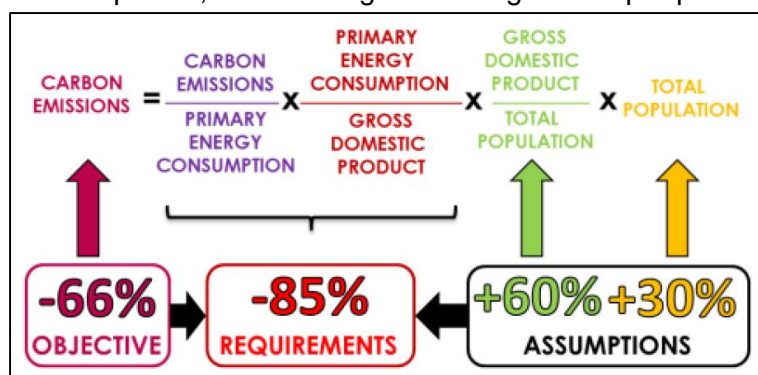 CARBON
EMISSIONS
=
CARBON
EMISSIONS
PRIMARY
ENERGY
CONSUMPTION
x
PRIMARY
ENERGY
CONSUMPTION
GROSS
DOMESTIC
PRODUCT
x
GROSS
DOMESTIC
PRODUCT
TOTAL
POPULATION
x
TOTAL
POPULATION
-66%
OBJECTIVE
-85%
REQUIREMENTS
+60% +30%
ASSUMPTIONS